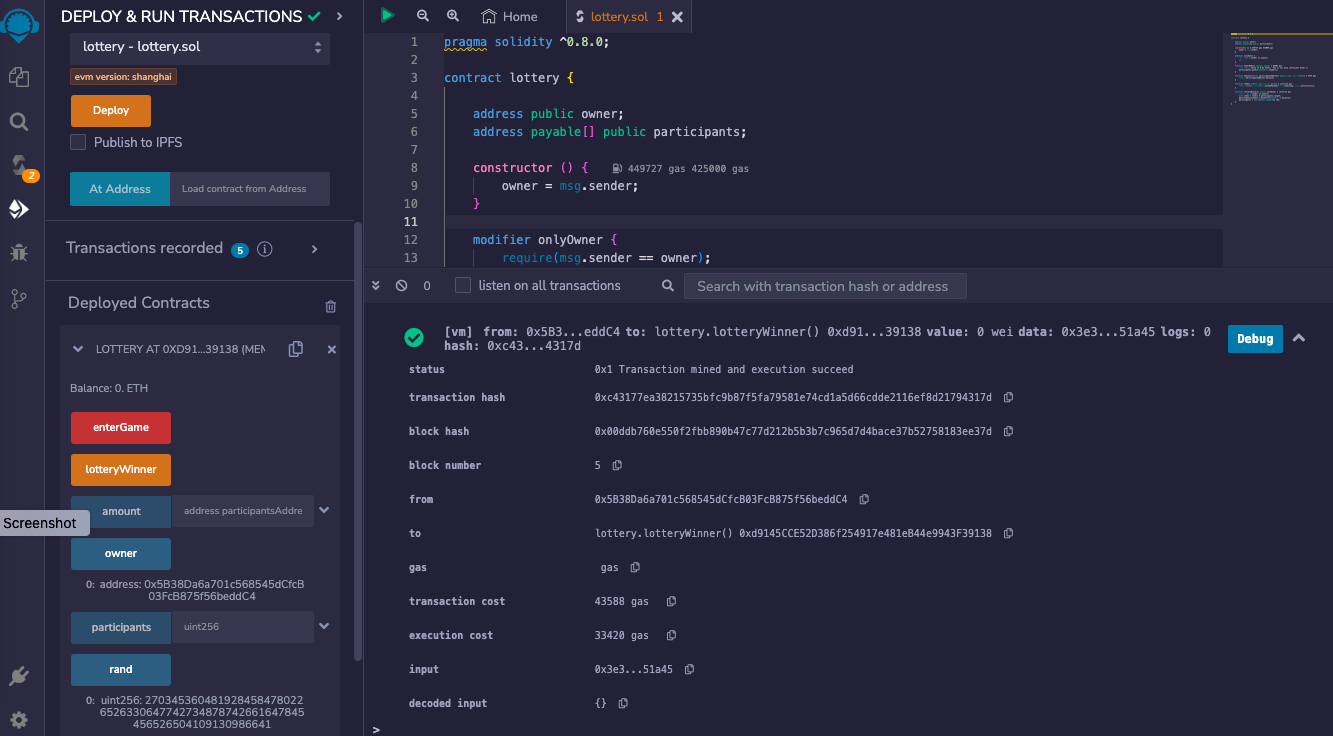 DEPLOY & RUN TRANSACTIONS
lottery - lottery.sol
evm version: shanghai
Deploy
Publish to IPFS
At Address
Load contract from Address
2
Transactions recorded 5 i
Deployed Contracts
LOTTERY AT 0XD91...39138 (MEM
Balance: 0. ETH
enterGame
lotteryWinner
amount
address participantsAddre
Screenshot
owner
0: address: 0x5B38Da6a701c568545dCfcB
03FcB875f56beddC4
participants
uint256
rand
0: uint256: 270345360481928458478022
652633064774273487874266164784​5
456526504109130986641
Home
lottery.sol 1
1 pragma solidity ^0.8.0;
2
3 contract lottery {
4
5 address public owner;
6 address payable[] public participants;
7
8 constructor () { 449727 gas 425000 gas
9 owner = msg.sender;
10 }
11
12 modifier onlyOwner {
13 require(msg.sender == owner);
0
listen on all transactions
Search with transaction hash or address
[vm] from: 0x5B3...eddC4 to: lottery.lotteryWinner() 0xd91...39138 value: 0 wei data: 0x3e3...51a45 logs: 0
hash: 0xc43...4317d
Debug
status 0x1 Transaction mined and execution succeed
transaction hash 0xc43177ea38215735bfc9b87f5fa79581e74cd1a5d66cdde2116ef8d21794317d
block hash 0x00ddb760e550f2fbb890b47c77d212b5b3b7c965d7d4bace37b52758183ee37d
block number 5
from 0x5B38Da6a701c568545dCfcB03FcB875f56beddC4
to lottery.lotteryWinner() 0xd9145CCE52D386f254917e481eB44e9943F39138
gas gas
transaction cost 43588 gas
execution cost 33420 gas
input 0x3e3...51a45
decoded input {}
>